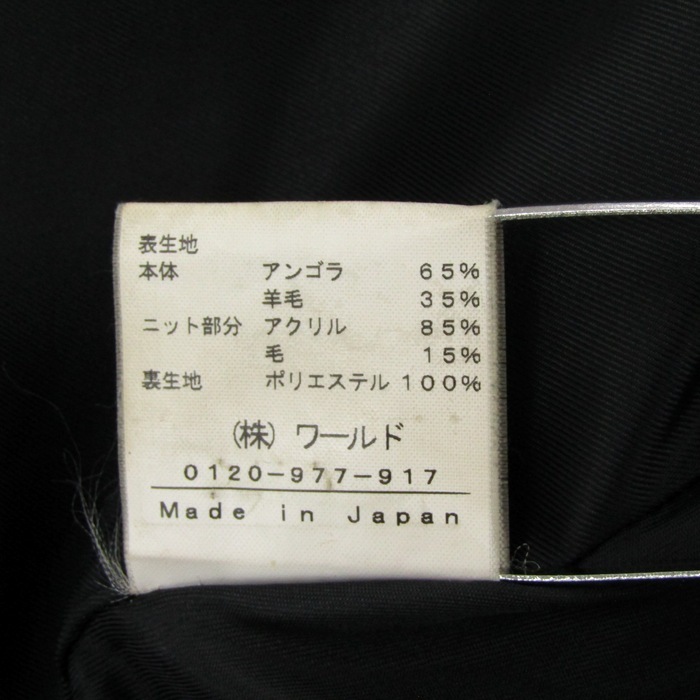 表生地
本体 アンゴラ 65%
羊毛 35%
ニット部分 アクリル 85%
毛 15%
裏生地 ポリエステル 100%
(株) ワールド
0120-977-917
Made in Japan